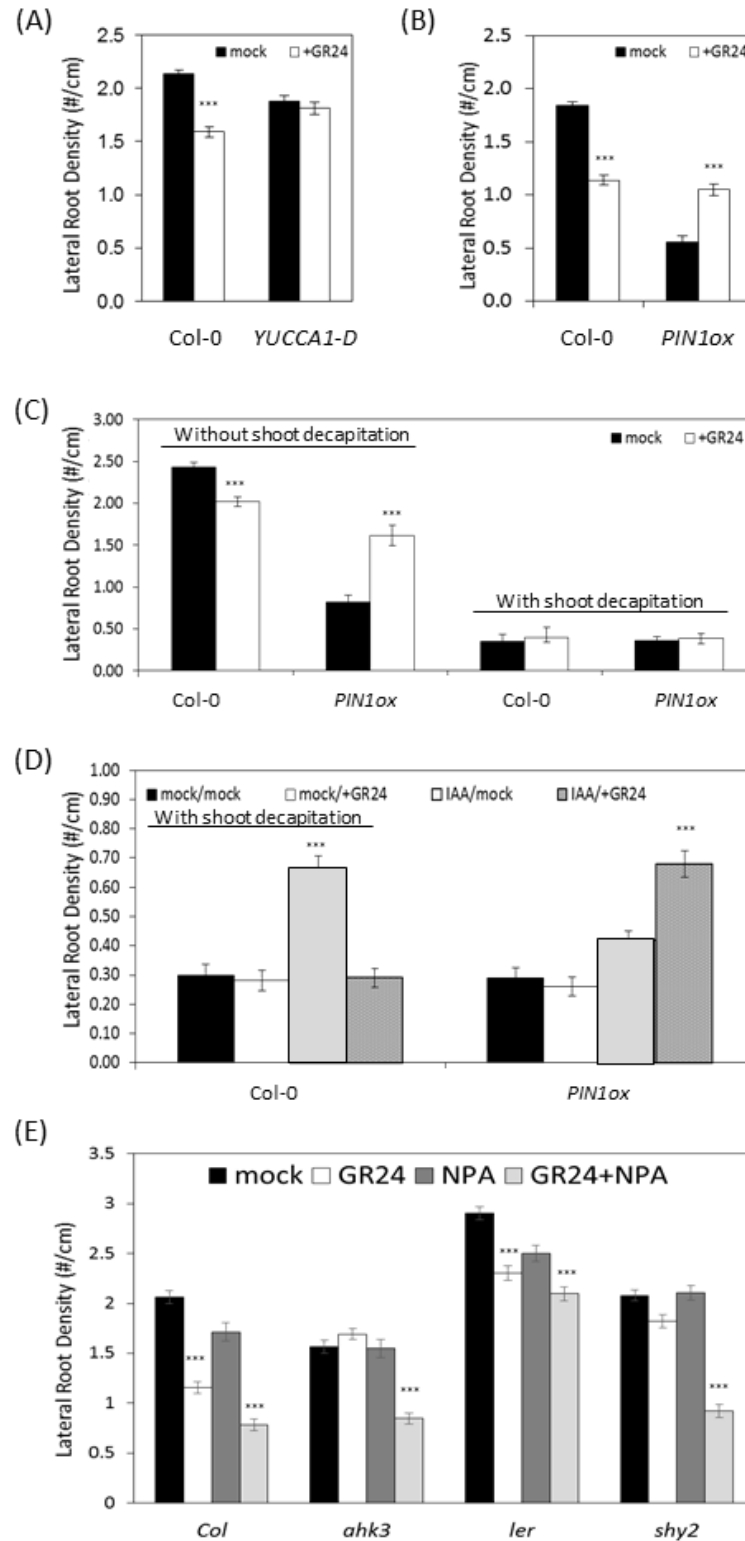 (A)
mock +GR24
Lateral Root Density (#/cm)
2.5
2.0
1.5
1.0
0.5
0.0
***
Col-0 YUCCA1-D
(B)
mock +GR24
Lateral Root Density (#/cm)
2.5
2.0
1.5
1.0
0.5
0.0
*** ***
Col-0 PIN1ox
(C)
Lateral Root Density (#/cm)
3.00
2.50
2.00
1.50
1.00
0.50
0.00
Without shoot decapitation
mock +GR24
*** ***
With shoot decapitation
Col-0 PIN1ox Col-0 PIN1ox
(D)
Lateral Root Density (#/cm)
1.00
0.90
0.80
0.70
0.60
0.50
0.40
0.30
0.20
0.10
0.00
mock/mock mock/+GR24 IAA/mock IAA/+GR24
With shoot decapitation
*** ***
Col-0 PIN1ox
(E)
Lateral Root Density (#/cm)
3.5
3
2.5
2
1.5
1
0.5
0
mock GR24 NPA GR24+NPA
*** *** *** *** *** ***
Col ahk3 ler shy2